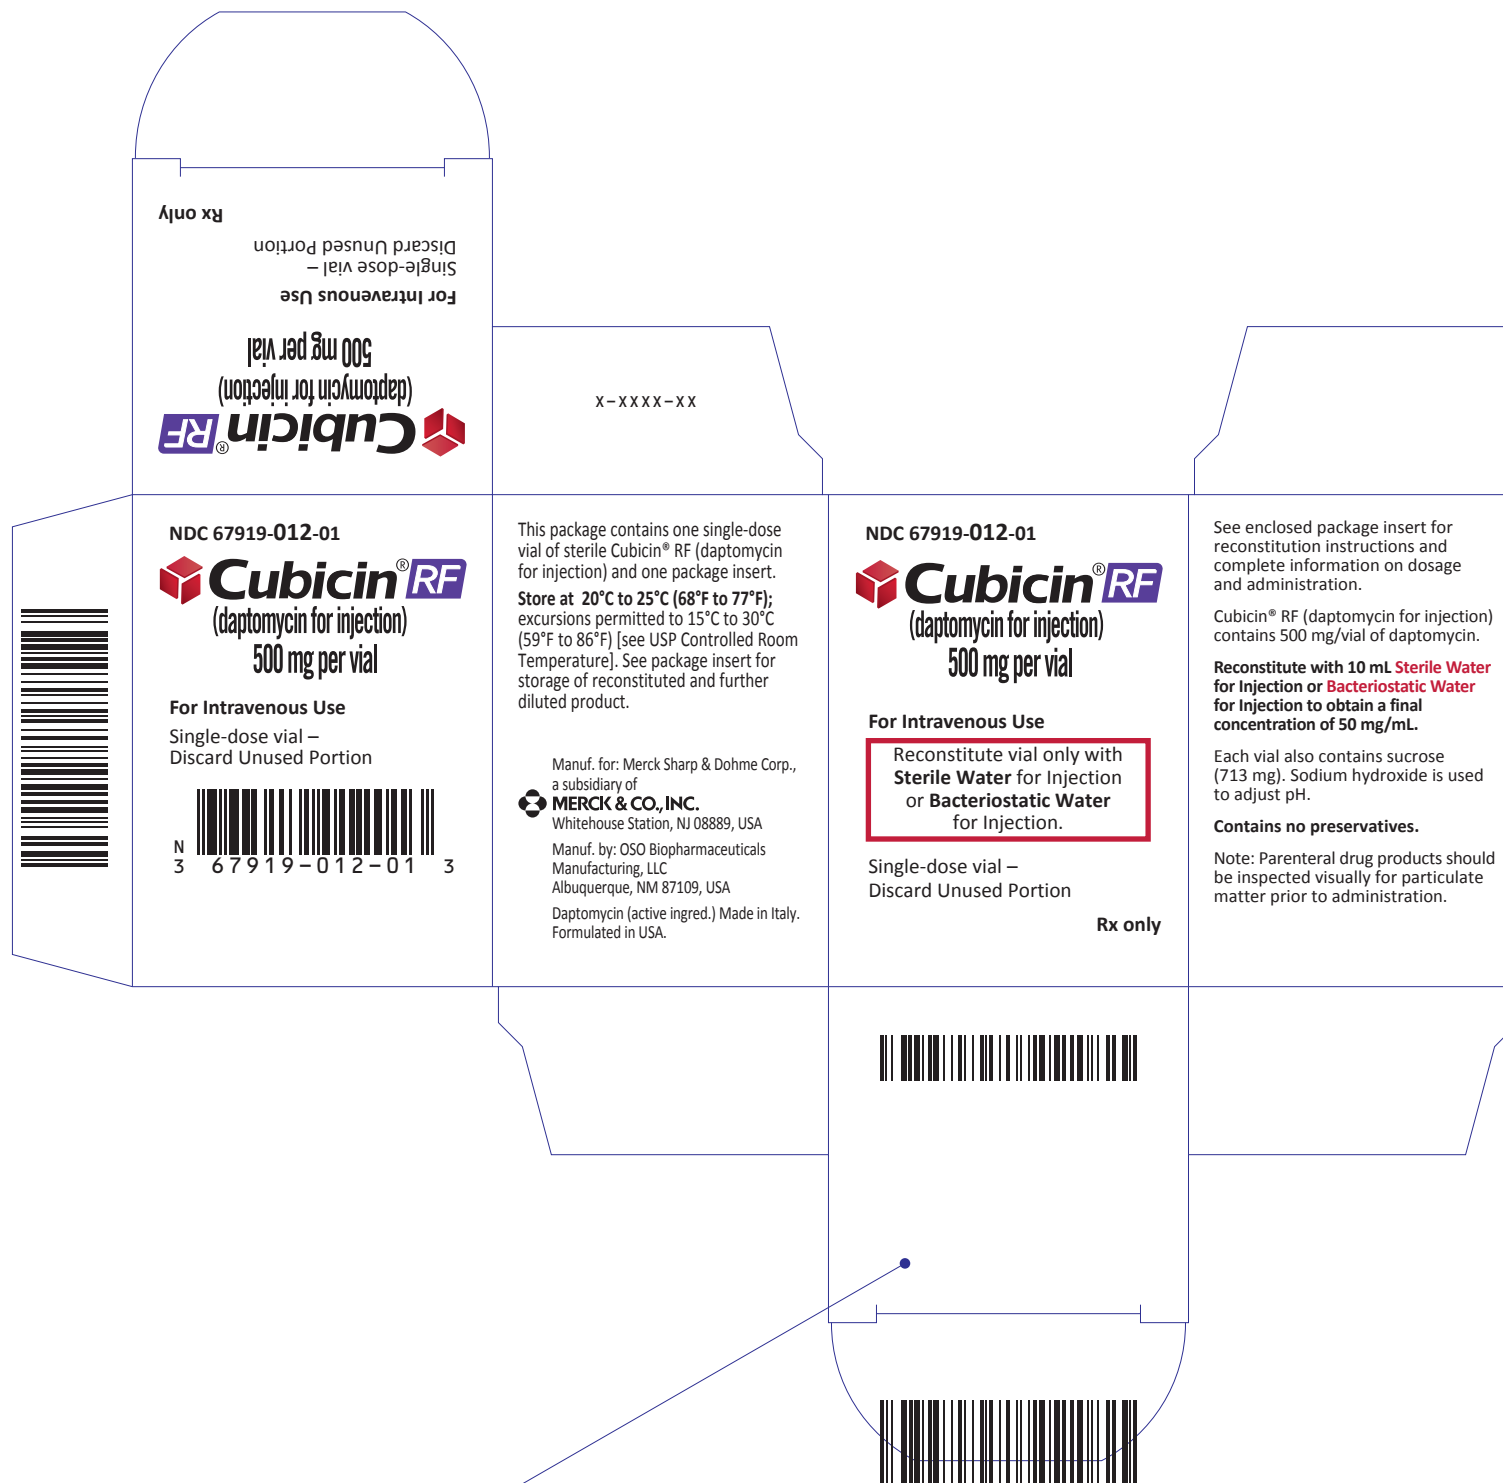 Rx only
Discard Unused Portion
Single-dose vial –
For Intravenous Use
500 mg per vial
(daptomycin for injection)
Cubicin® RF
X-XXXX-XX
NDC 67919-012-01
Cubicin® RF
(daptomycin for injection)
500 mg per vial
For Intravenous Use
Single-dose vial –
Discard Unused Portion
N
3 67919-012-01 3
This package contains one single-dose
vial of sterile Cubicin® RF (daptomycin
for injection) and one package insert.
Store at 20°C to 25°C (68°F to 77°F);
excursions permitted to 15°C to 30°C
(59°F to 86°F) [see USP Controlled Room
Temperature]. See package insert for
storage of reconstituted and further
diluted product.
Manuf. for: Merck Sharp & Dohme Corp.,
a subsidiary of
MERCK & CO., INC.
Whitehouse Station, NJ 08889, USA
Manuf. by: OSO Biopharmaceuticals
Manufacturing, LLC
Albuquerque, NM 87109, USA
Daptomycin (active ingred.) Made in Italy.
Formulated in USA.
NDC 67919-012-01
Cubicin® RF
(daptomycin for injection)
500 mg per vial
For Intravenous Use
Reconstitute vial only with
Sterile Water for Injection
or Bacteriostatic Water
for Injection.
Single-dose vial –
Discard Unused Portion
Rx only
See enclosed package insert for
reconstitution instructions and
complete information on dosage
and administration.
Cubicin® RF (daptomycin for injection)
contains 500 mg/vial of daptomycin.
Reconstitute with 10 mL Sterile Water
for Injection or Bacteriostatic Water
for Injection to obtain a final
concentration of 50 mg/mL.
Each vial also contains sucrose
(713 mg). Sodium hydroxide is used
to adjust pH.
Contains no preservatives.
Note: Parenteral drug products should
be inspected visually for particulate
matter prior to administration.